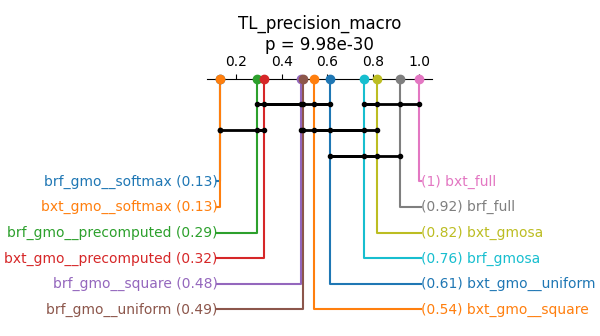 TL_precision_macro
p = 9.98e-30
0.2 0.4 0.6 0.8 1.0
brf_gmo__softmax (0.13) (1) bxt_full
bxt_gmo__softmax (0.13) (0.92) brf_full
brf_gmo__precomputed (0.29) (0.82) bxt_gmosa
bxt_gmo__precomputed (0.32) (0.76) brf_gmosa
brf_gmo__square (0.48) (0.61) bxt_gmo__uniform
brf_gmo__uniform (0.49) (0.54) bxt_gmo__square